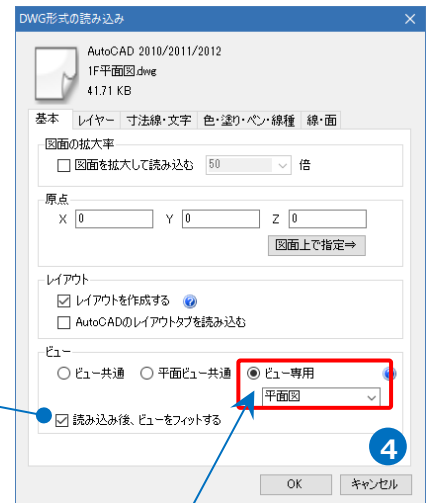 DWG形式の読み込み
AutoCAD 2010/2011/2012
1F平面図.dwg
41.71 KB
基本 レイヤー 寸法線・文字 色・塗り・ペン・線種 線・面
図面の拡大率
図面を拡大して読み込む 50 倍
原点
X 0 Y 0 Z 0
図面上で指定⇒
レイアウト
レイアウトを作成する ?
AutoCADのレイアウトタブを読み込む
ビュー
ビュー共通 平面ビュー共通 ビュー専用
平面図
読み込み後、ビューをフィットする
4
OK キャンセル